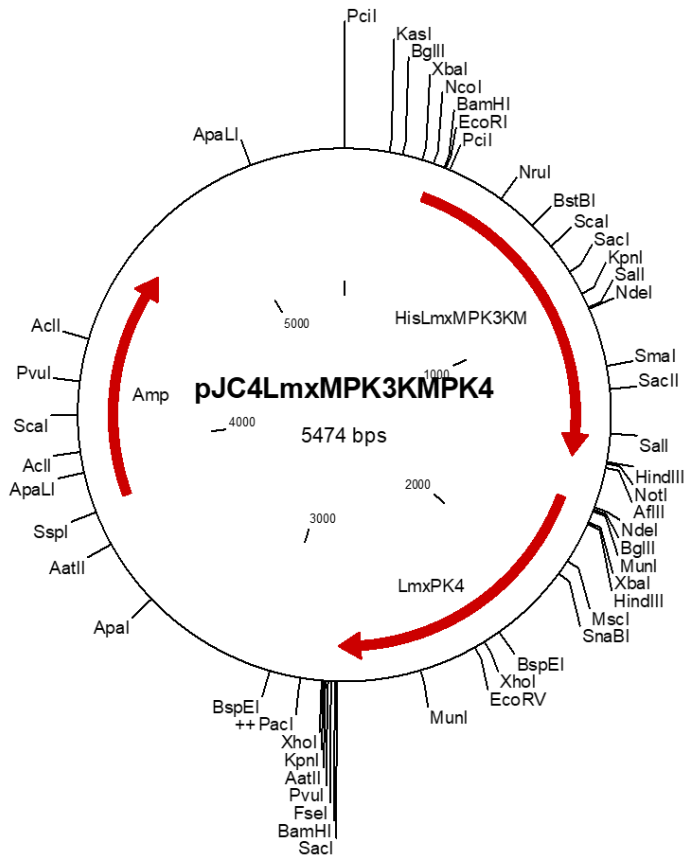 PciI
KasI
BglII
XbaI
NcoI
BamHI
EcoRI
PciI
NruI
BstBI
ScaI
SacI
KpnI
SalI
NdeI
SmaI
SacII
SalI
HindIII
NotI
AflII
NdeI
BglII
MunI
XbaI
HindIII
MscI
SnaBI
BspEI
XhoI
EcoRV
MunI
SacI
BamHI
FseI
PvuI
AatII
KpnI
XhoI
++ PacI
BspEI
ApaI
AatII
SspI
ApaLI
AclI
ScaI
PvuI
AclI
ApaLI
HisLmxMPK3KM
LmxPK4
Amp
1000
2000
3000
4000
5000
pJC4LmxMPK3KMPK4
5474 bps